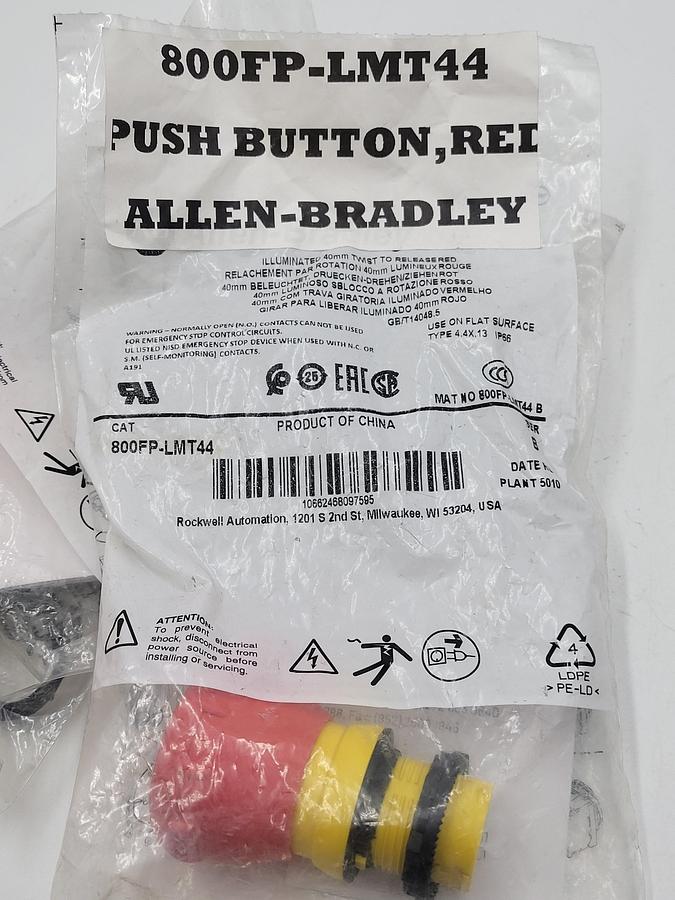 800FP-LMT44
PUSH BUTTON,RED
ALLEN-BRADLEY
ILLUMINATED 40mm TWIST TO RELEASE RED
RELACHEMENT PAR ROTATION 40mm LUMINEUX ROUGE
40mm BELEUCHTET, DRUECKEN-DREHEN/ZIEHEN ROT
40mm LUMINOSO SBLOCCO A ROTAZIONE ROSSO
40mm COM TRAVA GIRATORIA ILUMINADO VERMELHO
GIRAR PARA LIBERAR ILUMINADO 40mm ROJO
GB/T14048.5
WARNING – NORMALLY OPEN (N.O.) CONTACTS CAN NOT BE USED
FOR EMERGENCY STOP CONTROL CIRCUITS.
UL LISTED NISD EMERGENCY STOP DEVICE WHEN USED WITH N.C. OR
S.M. (SELF-MONITORING) CONTACTS.
A191
USE ON FLAT SURFACE
TYPE 4.4X.13 IP66
25 EAC
CCC
MAT NO 800FP-LMT44 B
CAT
PRODUCT OF CHINA
SER
800FP-LMT44
B
DATE
PLANT 5010
10662468097595
Rockwell Automation, 1201 S 2nd St, Milwaukee, WI 53204, USA
ATTENTION:
To prevent electrical
shock, disconnect from
power source before
installing or servicing.
4
LDPE
> PE-LD <